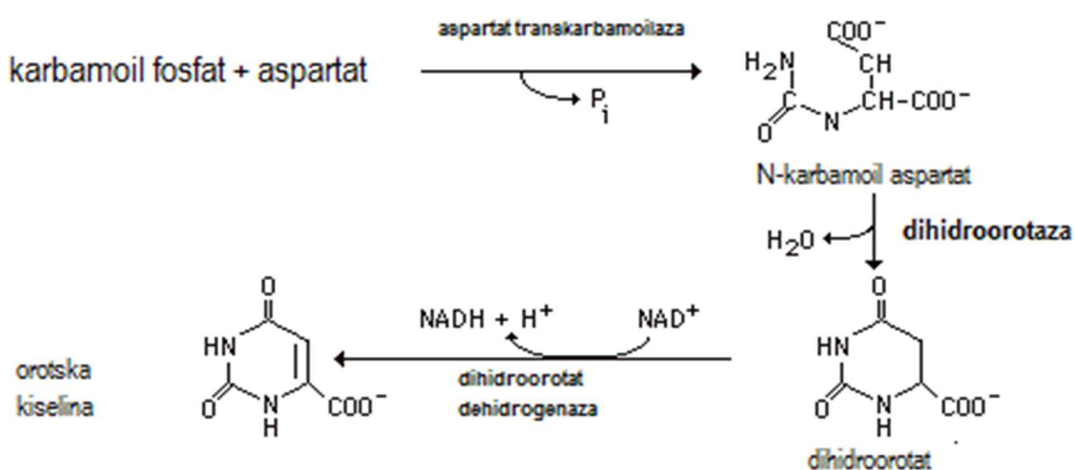 aspartat transkarbamoilaza
karbamoil fosfat + aspartat
Pi
COO⁻
CH
H2N
C
CH-COO⁻
O
N
N-karbamoil aspartat
H2O
dihidroorotaza
O
HN
O
N
H
COO⁻
dihidroorotat
NADH + H⁺
NAD⁺
dihidroorotat
dehidrogenaza
O
HN
O
N
H
COO⁻
orotska
kiselina